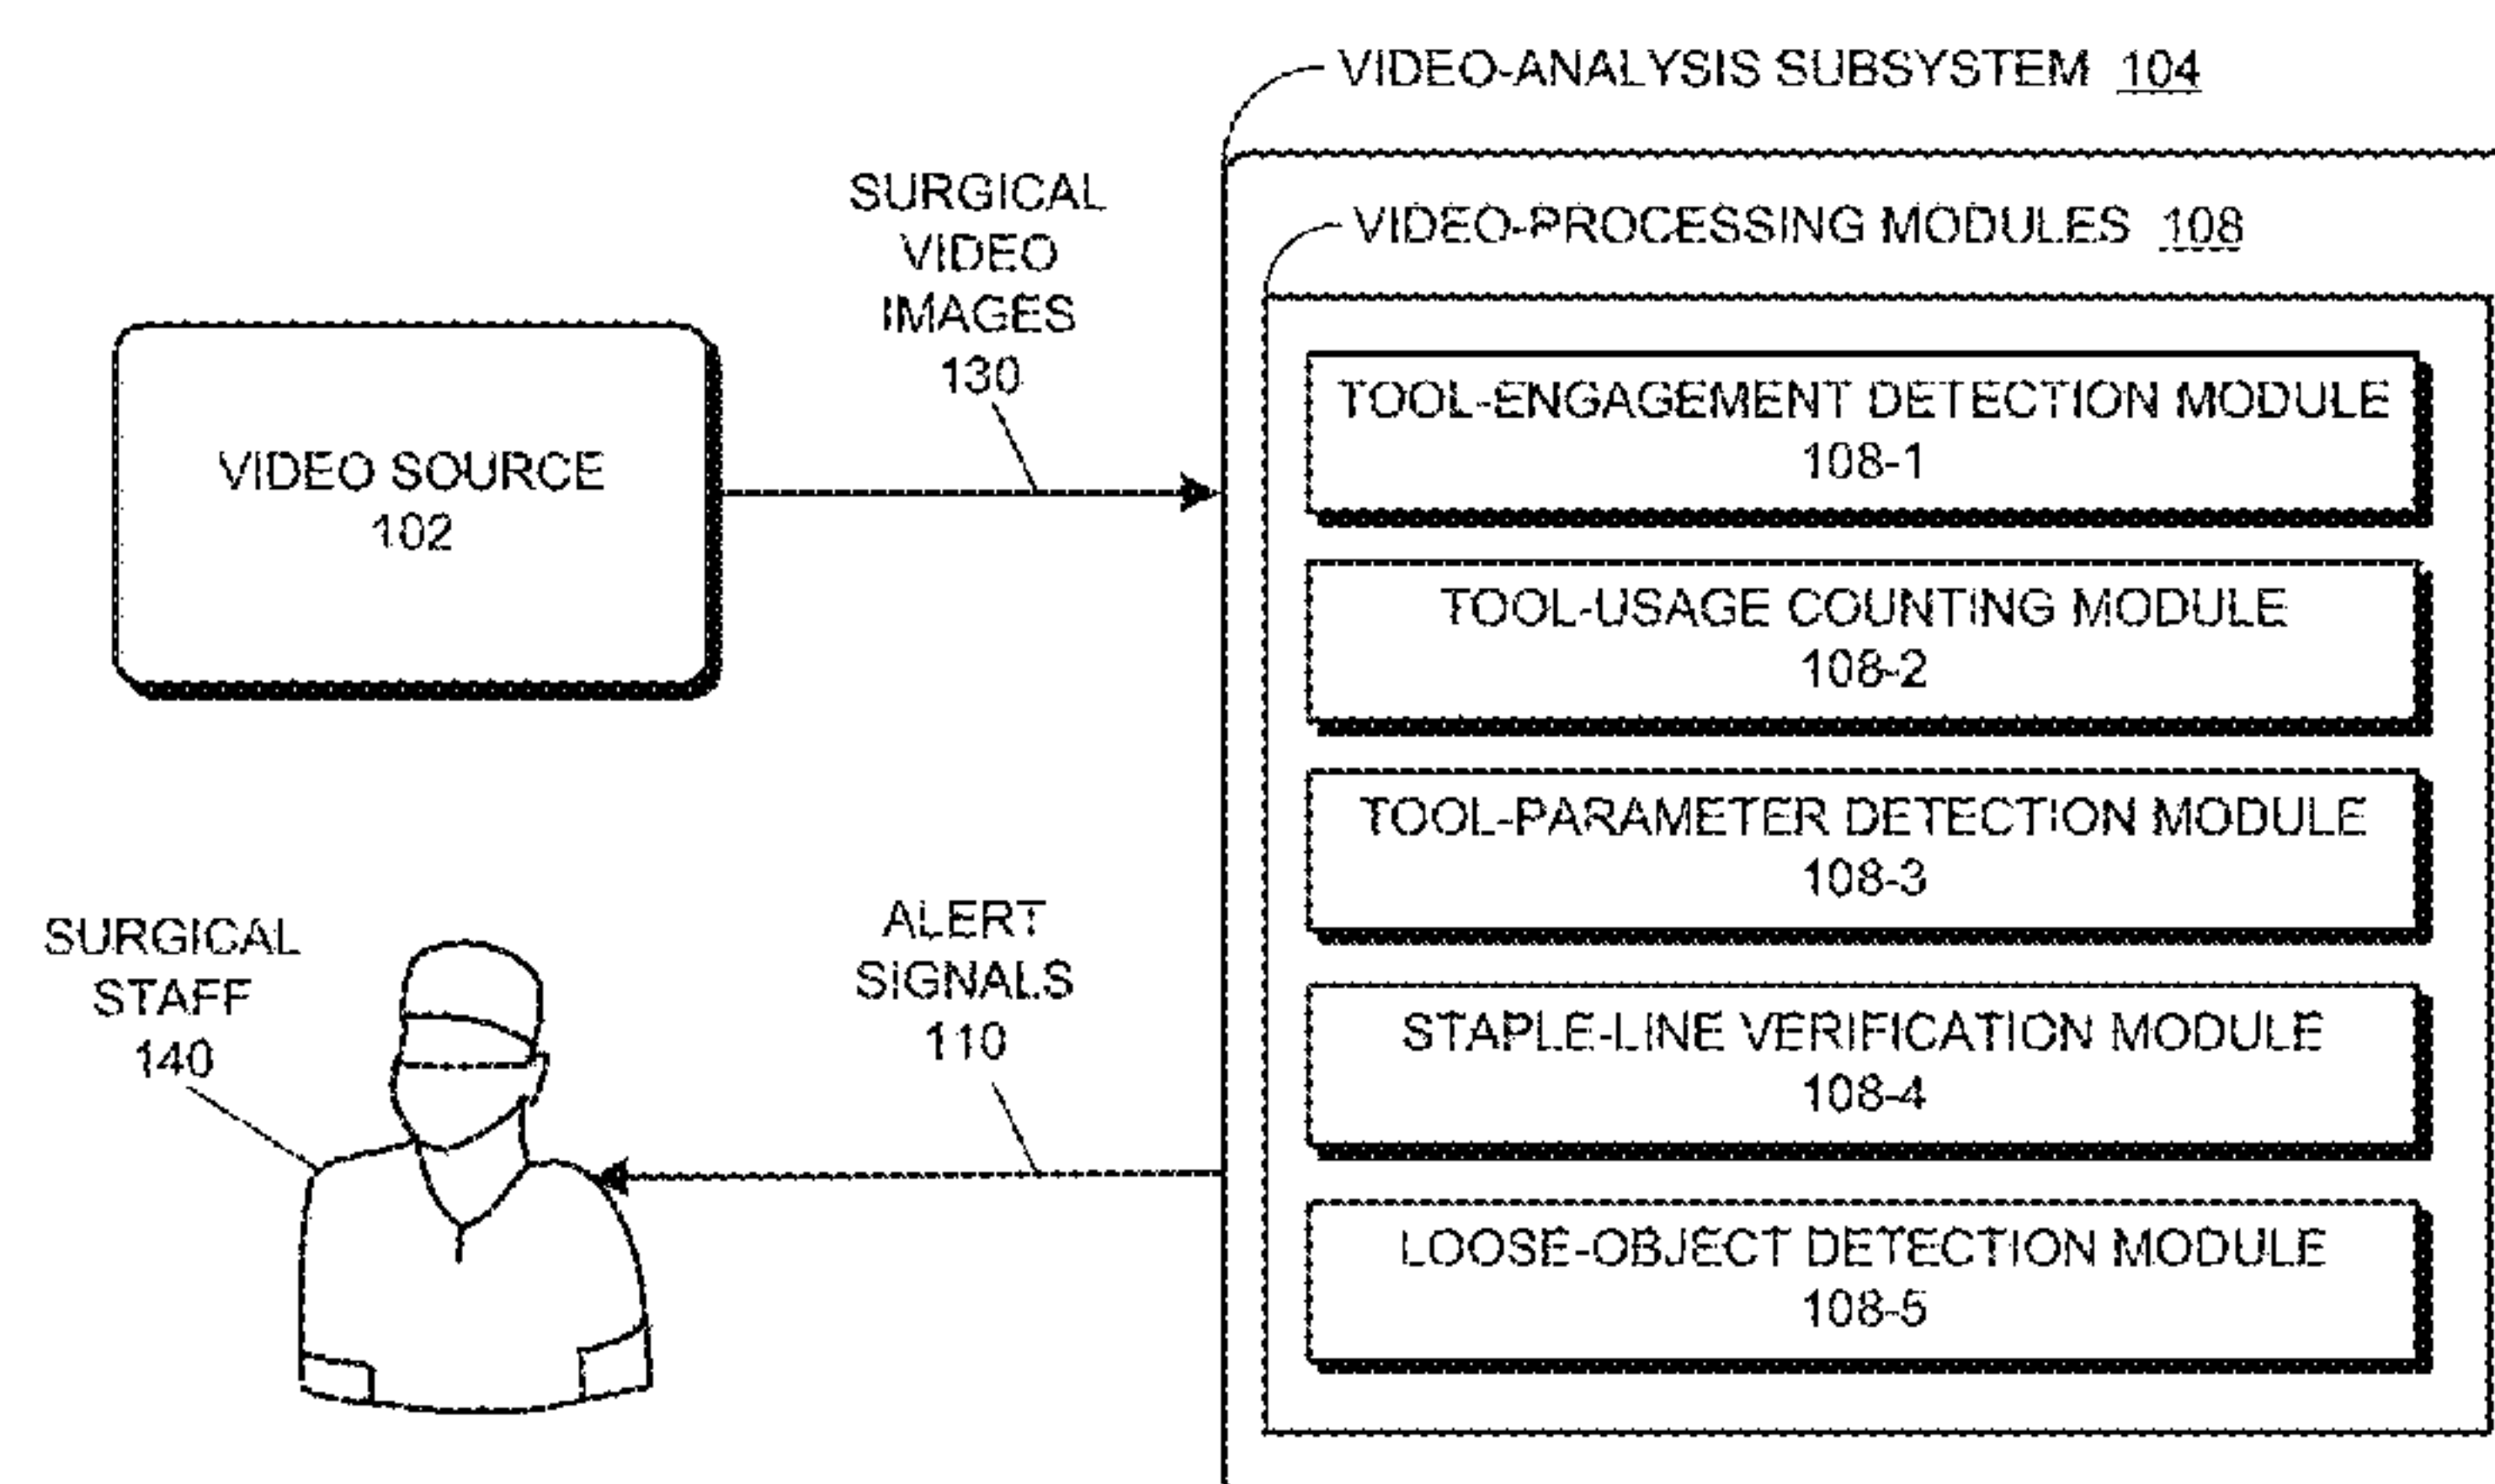 VIDEO-ANALYSIS SUBSYSTEM 104
VIDEO-PROCESSING MODULES 108
SURGICAL
VIDEO
IMAGES
130
VIDEO SOURCE
102
TOOL-ENGAGEMENT DETECTION MODULE
108-1
TOOL-USAGE COUNTING MODULE
108-2
TOOL-PARAMETER DETECTION MODULE
108-3
STAPLE-LINE VERIFICATION MODULE
108-4
LOOSE-OBJECT DETECTION MODULE
108-5
SURGICAL
STAFF
140
ALERT
SIGNALS
110